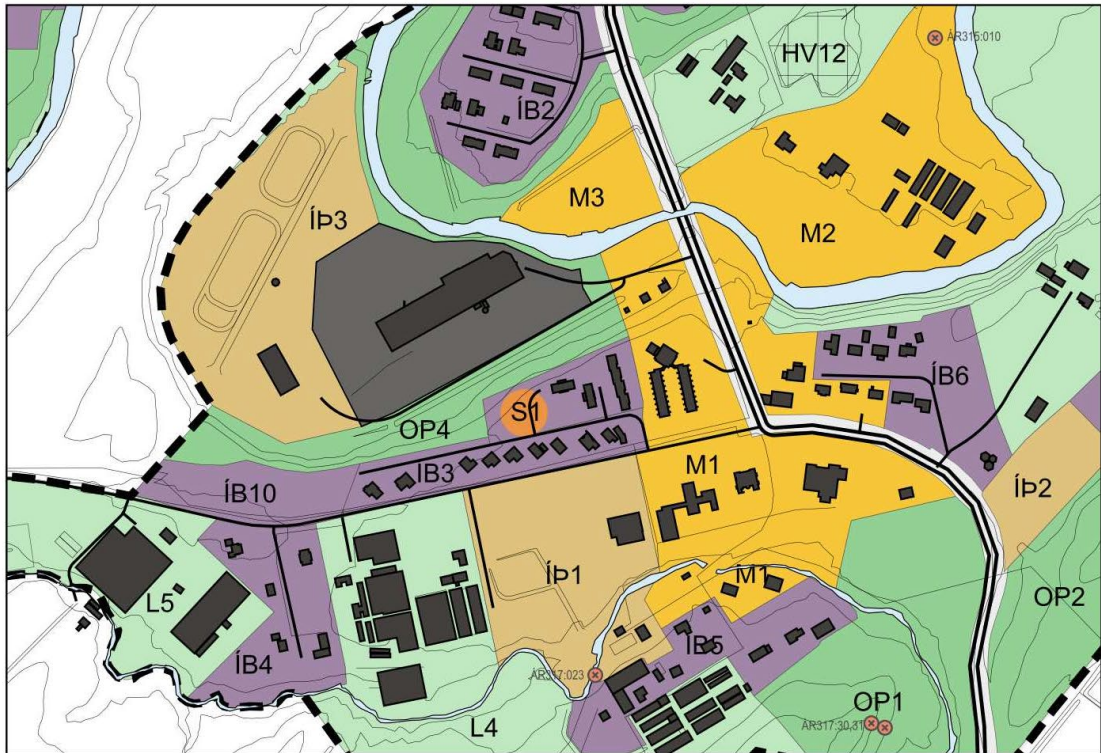 ÁR315:010
HV12
ÍB2
M3
ÍÞ3
M2
S1
ÍB6
OP4
ÍB3
M1
ÍB10
ÍÞ2
ÍÞ1
M1
L5
OP2
ÍB5
ÍB4
ÁR317:023
OP1
ÁR317:30,31
L4